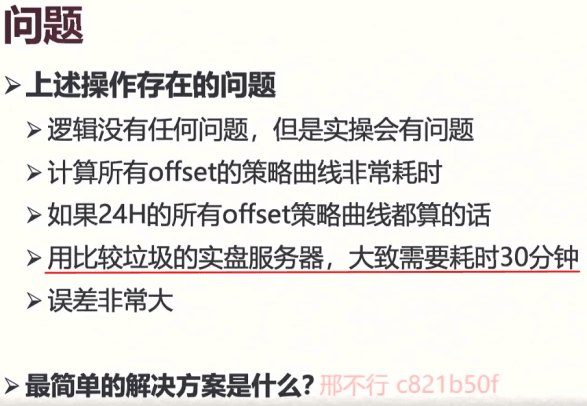 问题
➢上述操作存在的问题
➢逻辑没有任何问题，但是实操会有问题
➢计算所有offset的策略曲线非常耗时
➢如果24H的所有offset策略曲线都算的话
➢用比较垃圾的实盘服务器，大致需要耗时30分钟
➢误差非常大
➢最简单的解决方案是什么? 邢不行 c821b50f